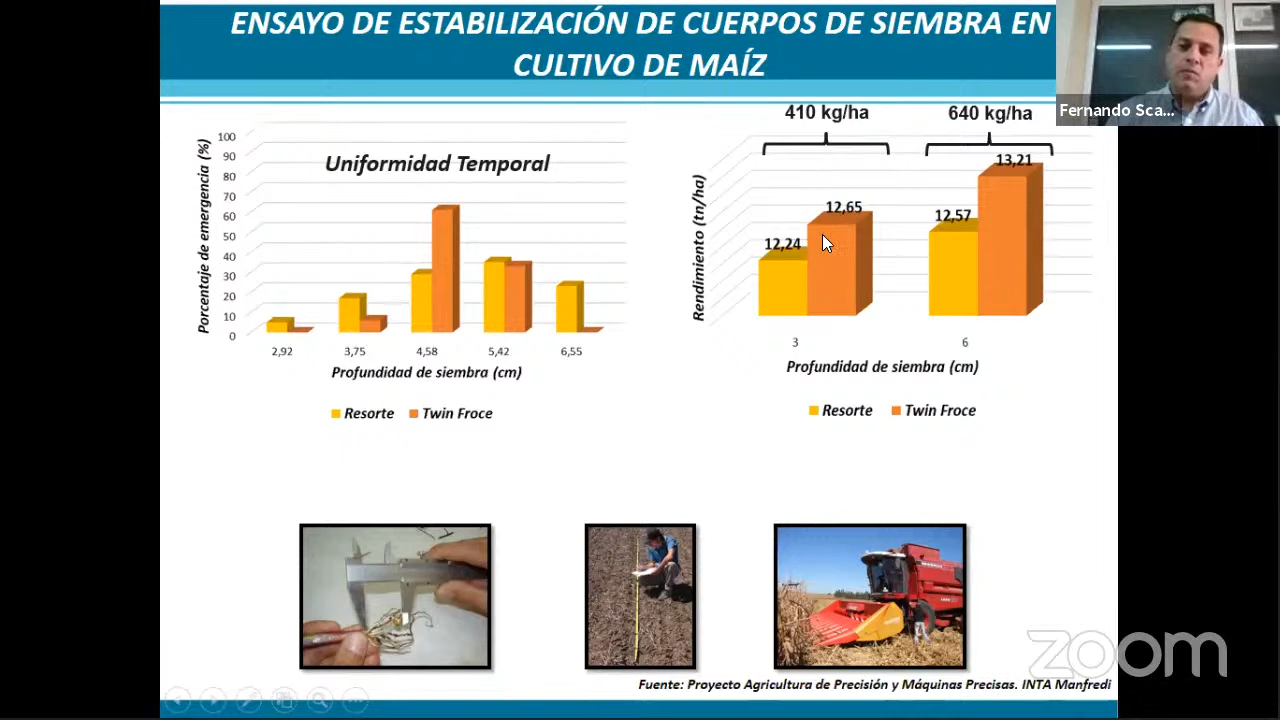 ENSAYO DE ESTABILIZACIÓN DE CUERPOS DE SIEMBRA EN
CULTIVO DE MAÍZ
Fernando Sca...
Uniformidad Temporal
Porcentaje de emergencia (%)
100
90
80
70
60
50
40
30
20
10
0
2,92
3,75
4,58
5,42
6,55
Profundidad de siembra (cm)
Resorte
Twin Froce
410 kg/ha
640 kg/ha
Rendimiento (tn/ha)
12,24
12,65
12,57
13,21
3
6
Profundidad de siembra (cm)
Resorte
Twin Froce
zoom
Fuente: Proyecto Agricultura de Precisión y Máquinas Precisas. INTA Manfredi